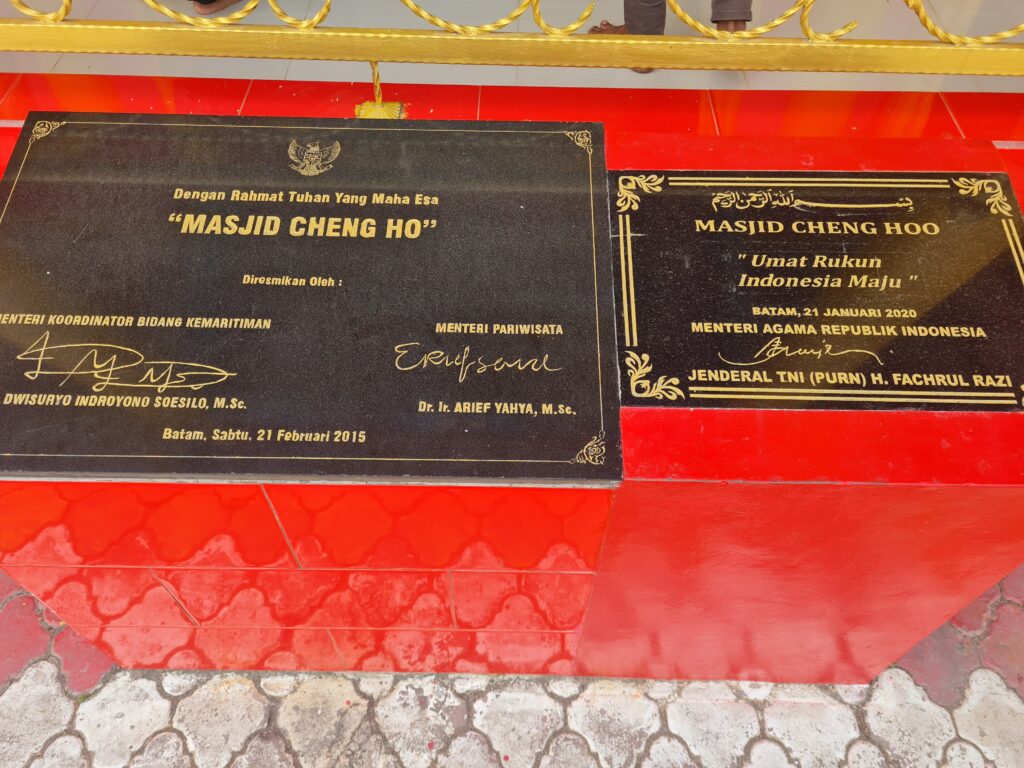 Dengan Rahmat Tuhan Yang Maha Esa
“MASJID CHENG HO”
Diresmikan Oleh :
MENTERI KOORDINATOR BIDANG KEMARITIMAN
DWISURYO INDROYONO SOESILO, M.Sc.
MENTERI PARIWISATA
Dr. Ir. ARIEF YAHYA, M.Sc.
Batam, Sabtu, 21 Februari 2015
بسم الله الرحمن الرحيم
MASJID CHENG HOO
" Umat Rukun
Indonesia Maju "
BATAM, 21 JANUARI 2020
MENTERI AGAMA REPUBLIK INDONESIA
JENDERAL TNI (PURN) H. FACHRUL RAZI